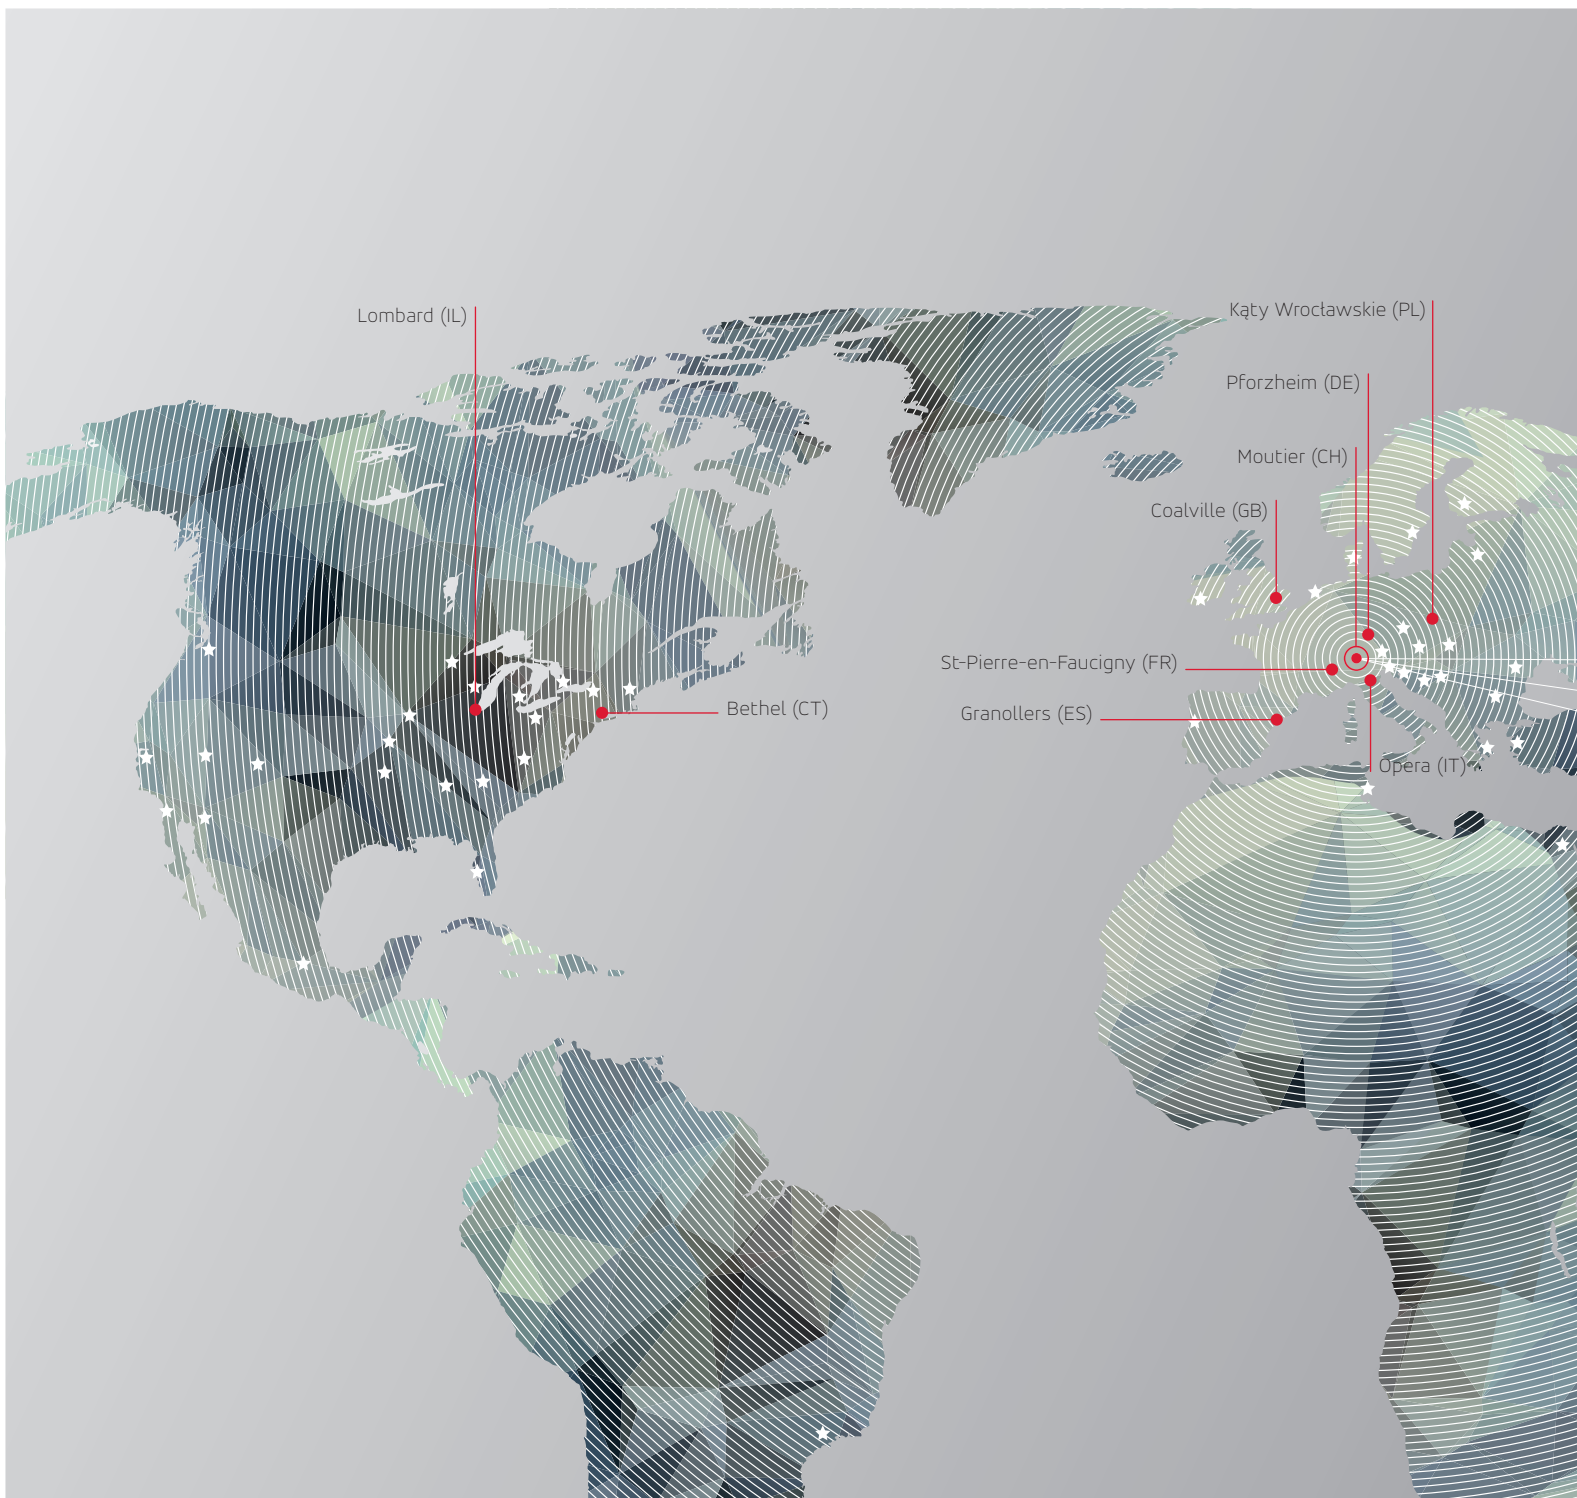 Lombard (IL)
Kąty Wrocławskie (PL)
Pforzheim (DE)
Moutier (CH)
Coalville (GB)
St-Pierre-en-Faucigny (FR)
Bethel (CT)
Granollers (ES)
Opera (IT)